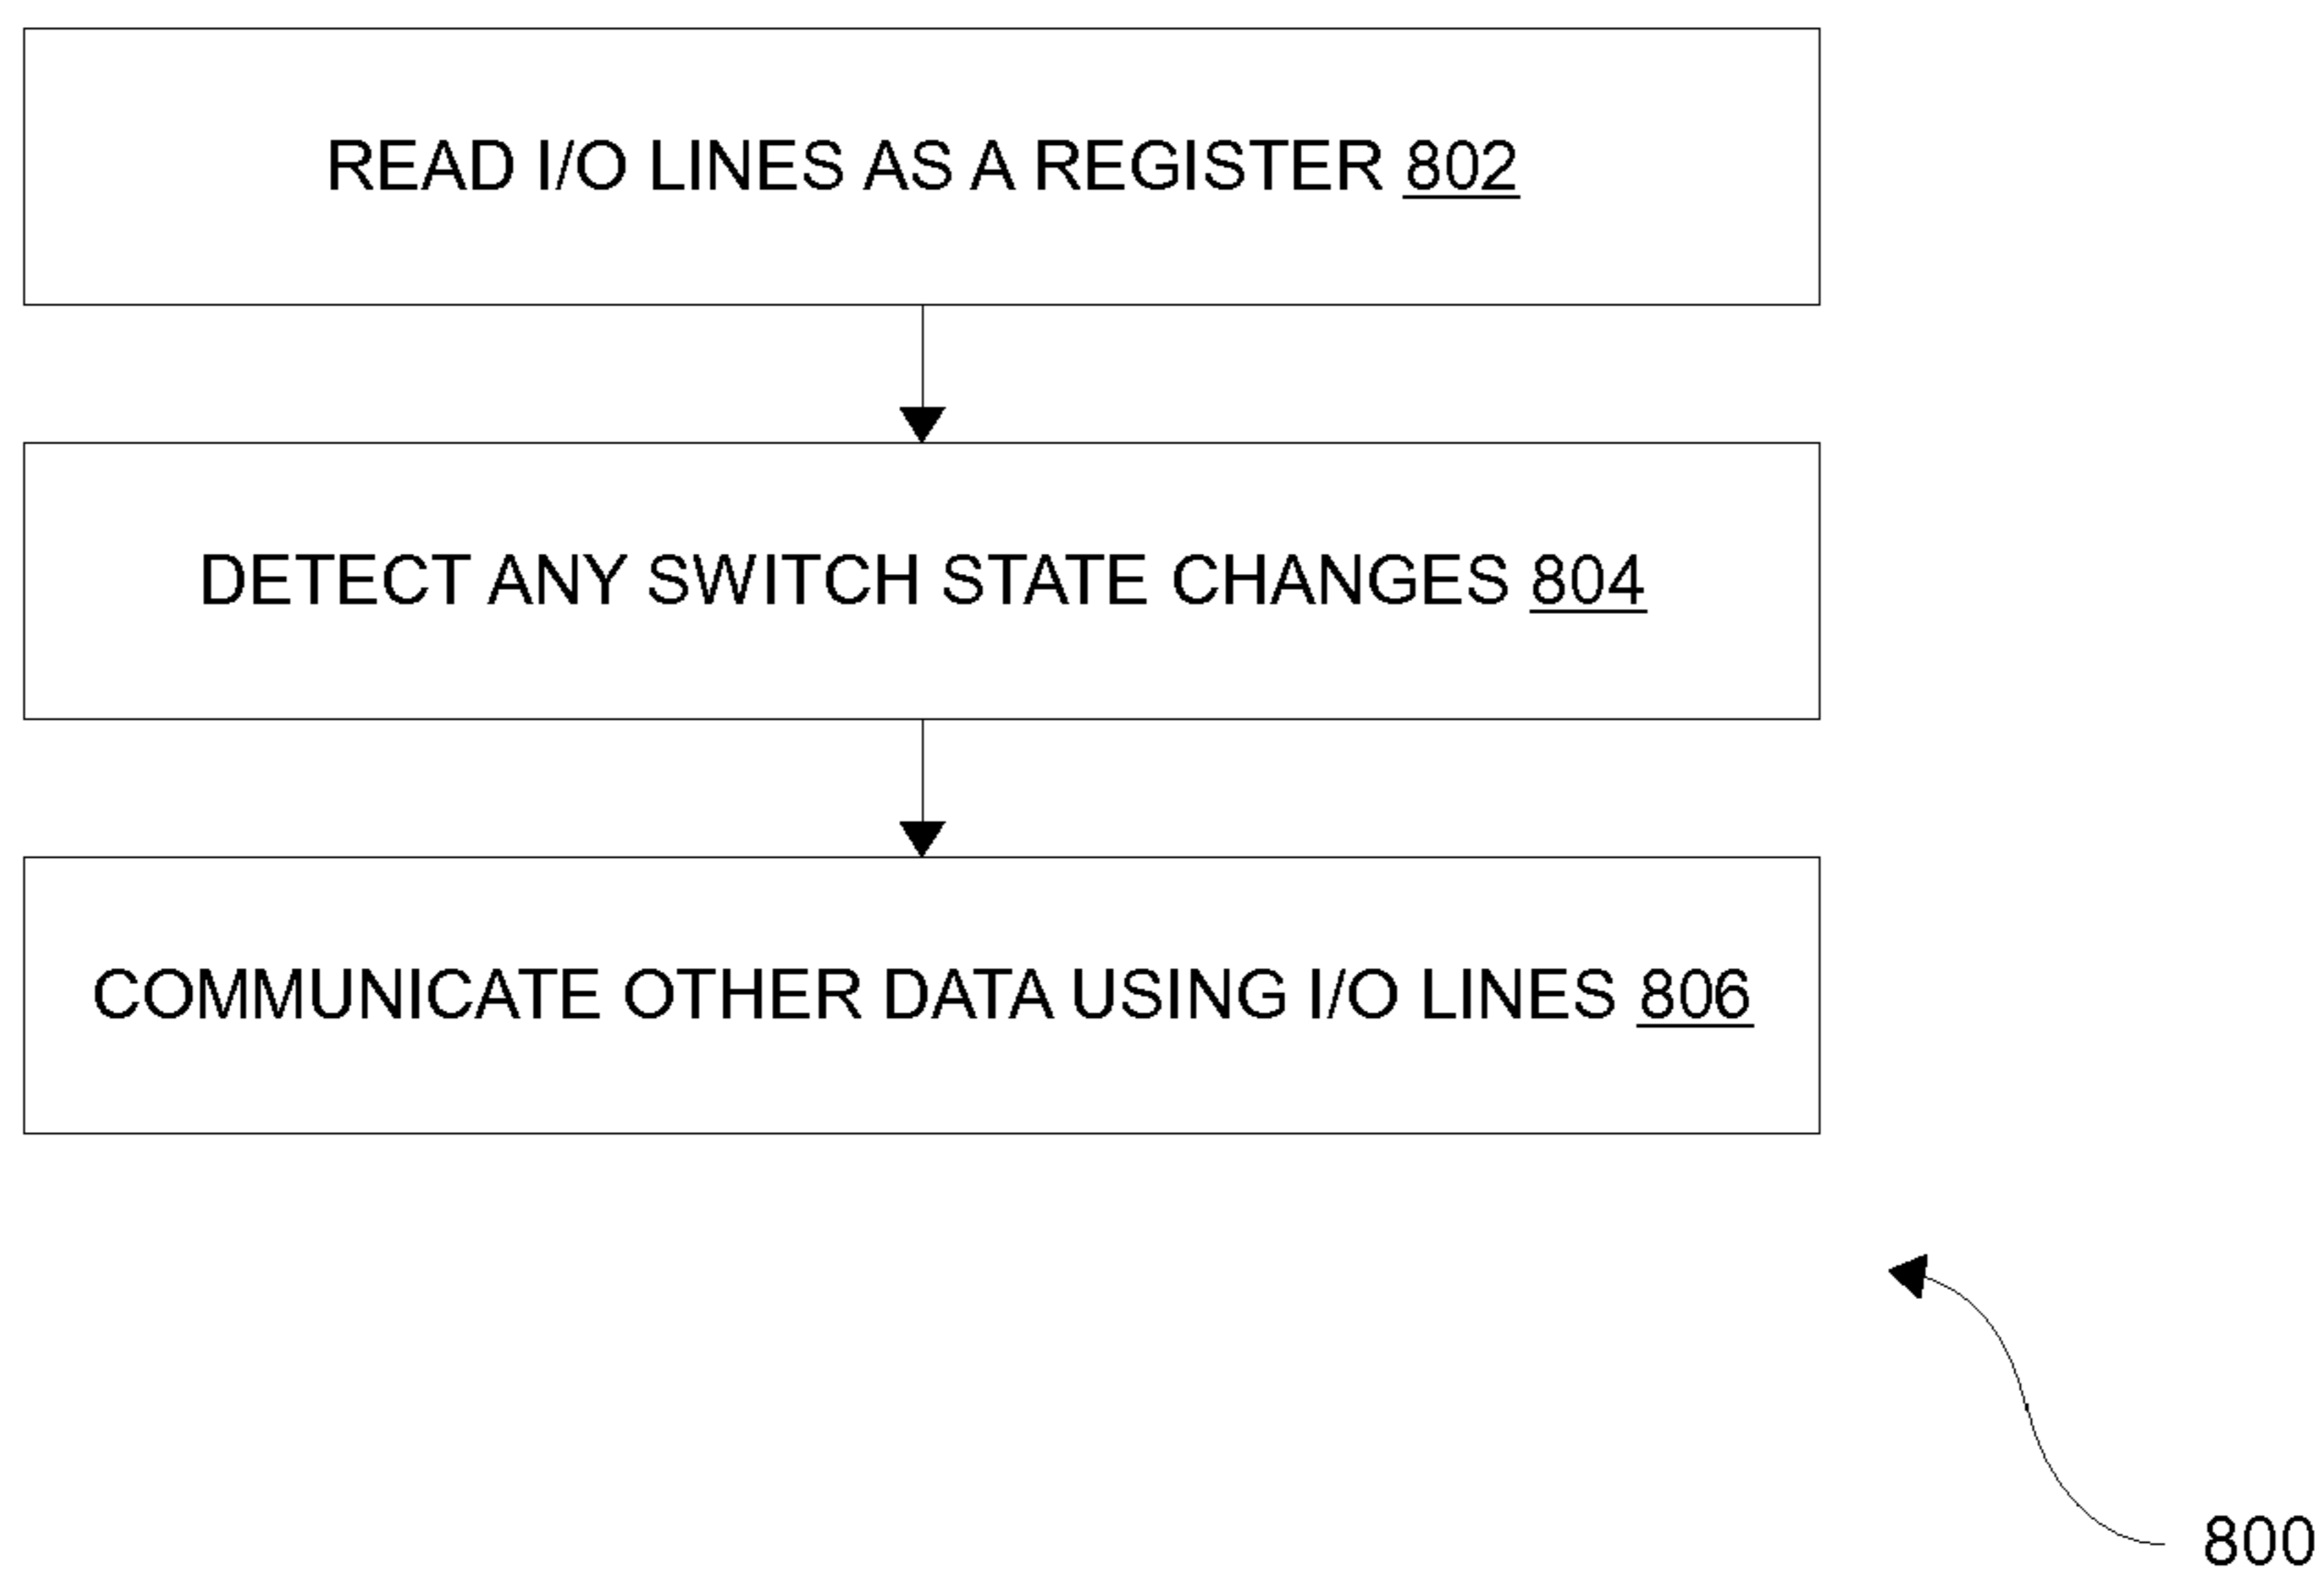 READ I/O LINES AS A REGISTER 802
DETECT ANY SWITCH STATE CHANGES 804
COMMUNICATE OTHER DATA USING I/O LINES 806
800